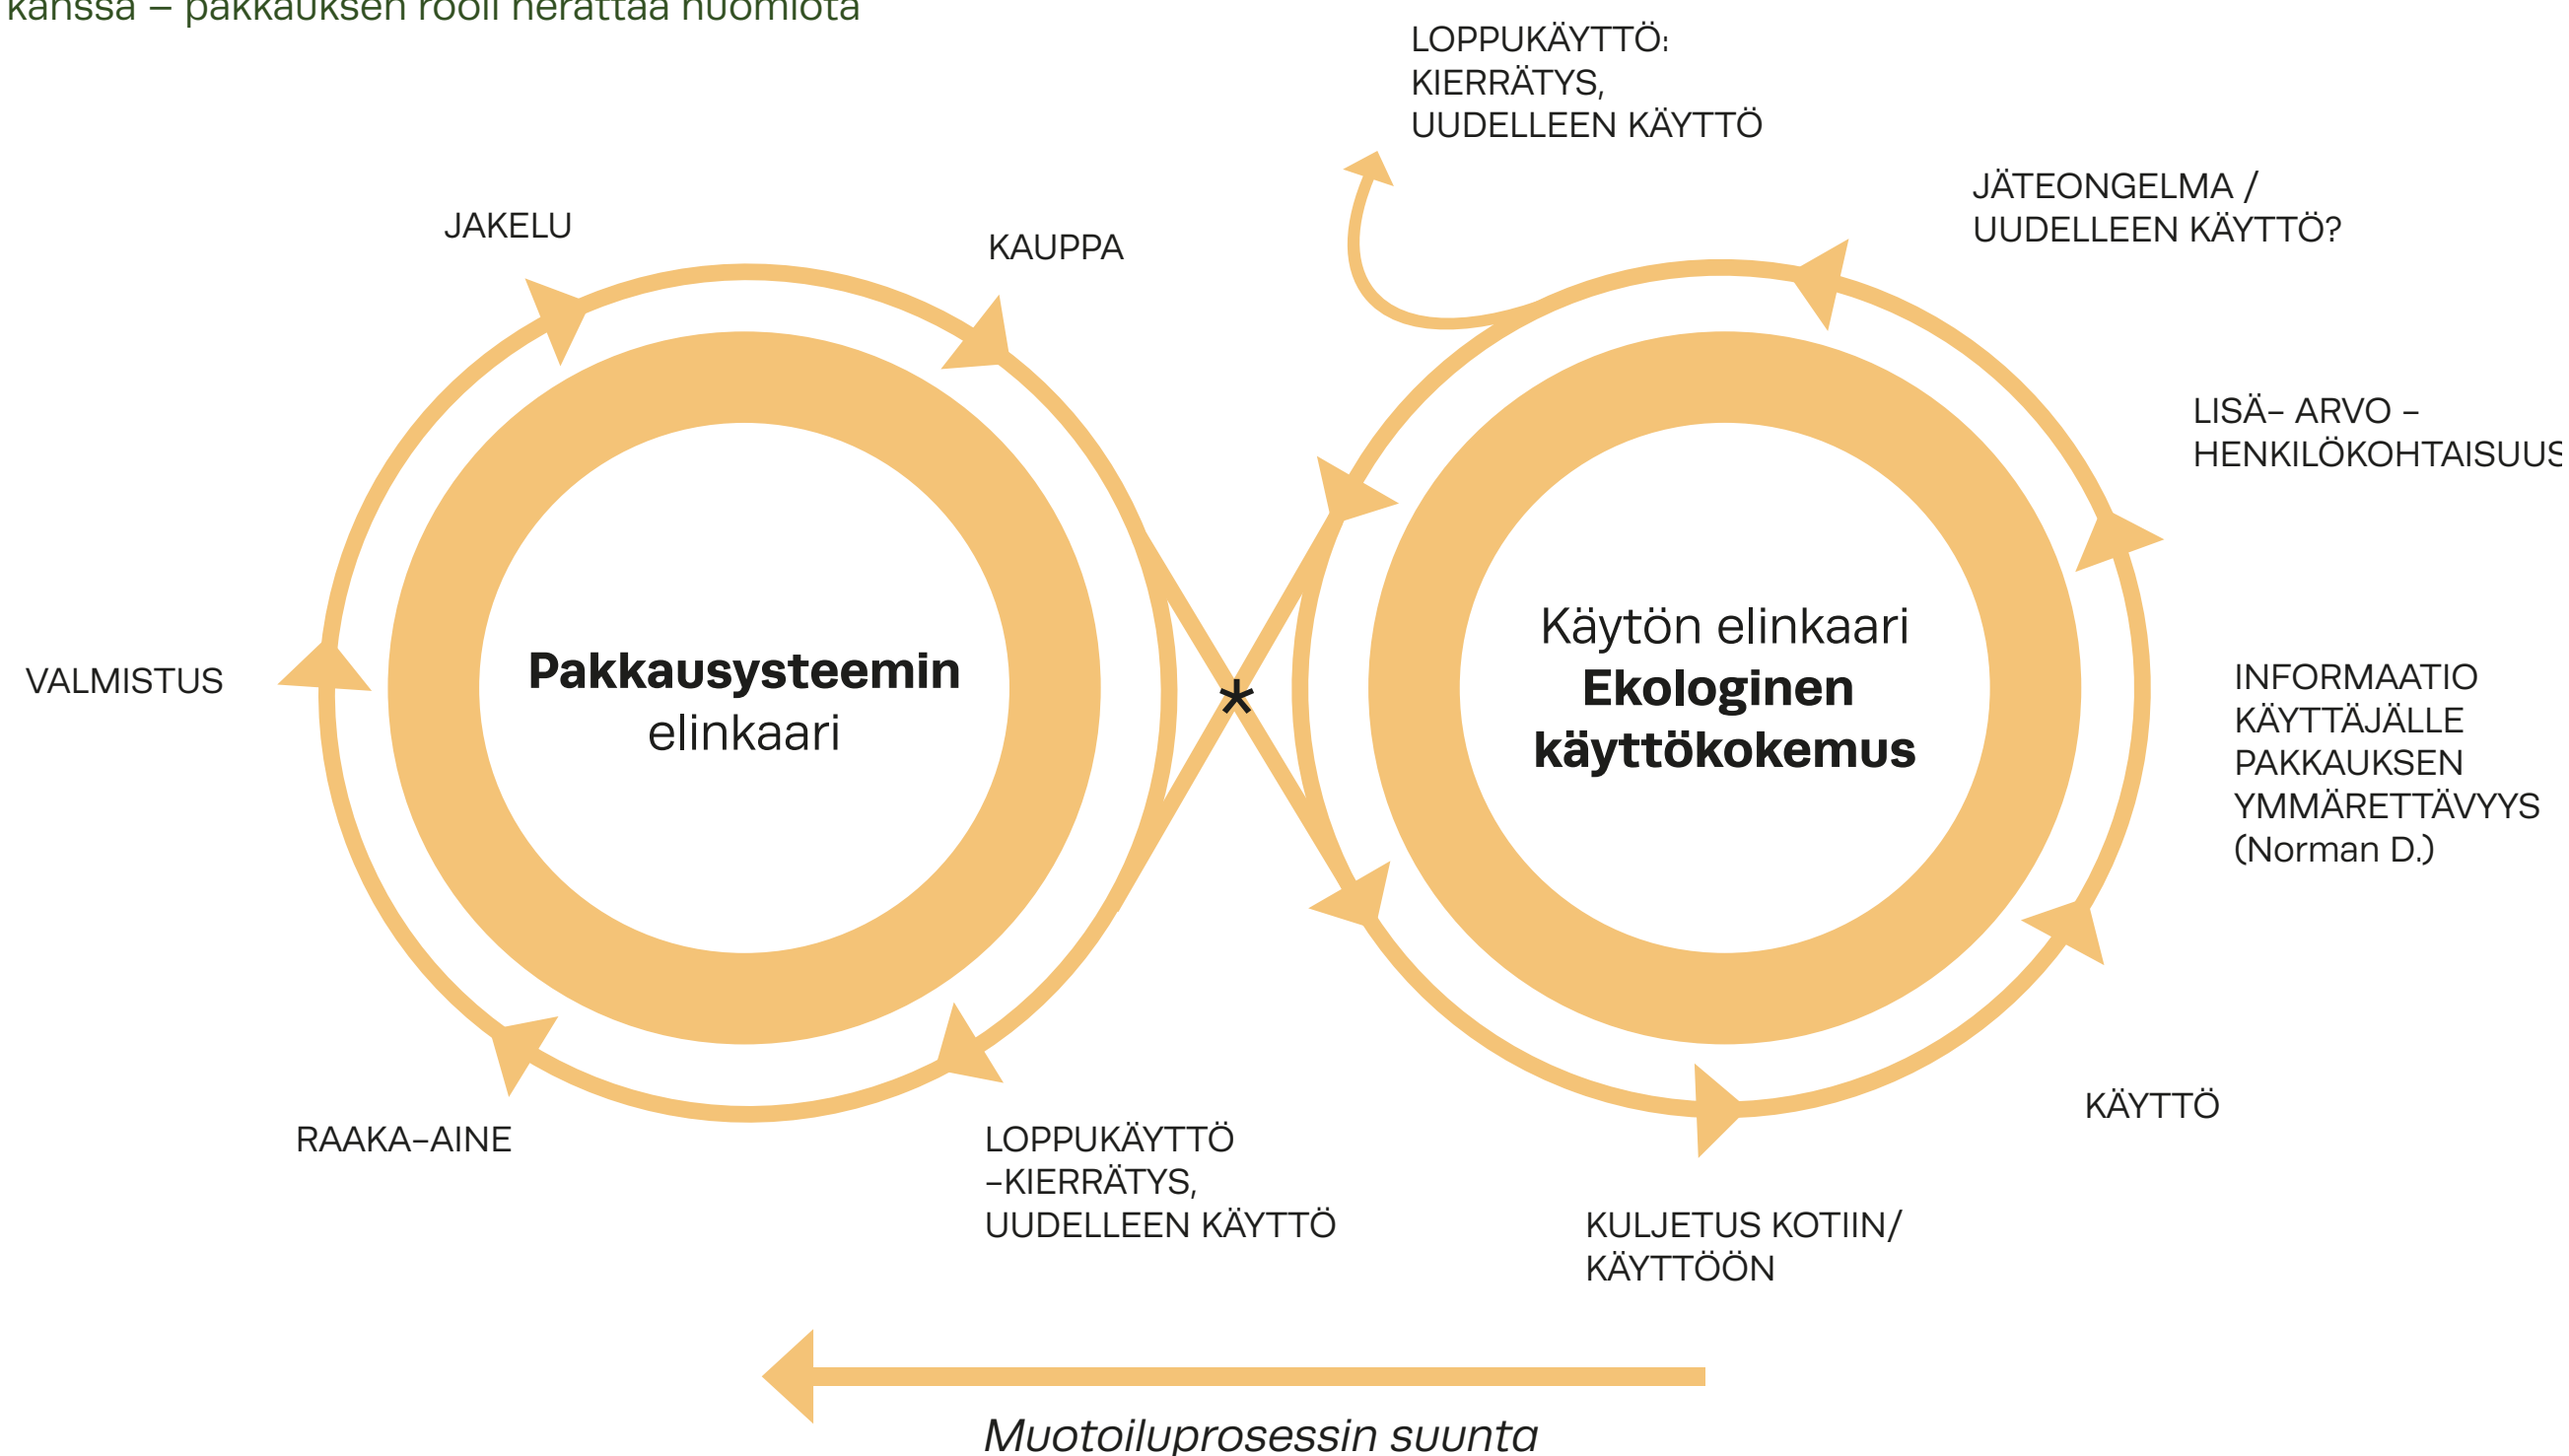 kanssa – pakkauksen rooli herättää huomiota
LOPPUKÄYTTÖ:
KIERRÄTYS,
UUDELLEEN KÄYTTÖ
JÄTEONGELMA /
UUDELLEEN KÄYTTÖ?
JAKELU
KAUPPA
LISÄ– ARVO –
HENKILÖKOHTAISUUS
VALMISTUS
Pakkausysteemin
elinkaari
*
Käytön elinkaari
Ekologinen
käyttökokemus
INFORMAATIO
KÄYTTÄJÄLLE
PAKKAUKSEN
YMMÄRETTÄVYYS
(Norman D.)
RAAKA–AINE
LOPPUKÄYTTÖ
–KIERRÄTYS,
UUDELLEEN KÄYTTÖ
KULJETUS KOTIIN/
KÄYTTÖÖN
KÄYTTÖ
Muotoiluprosessin suunta